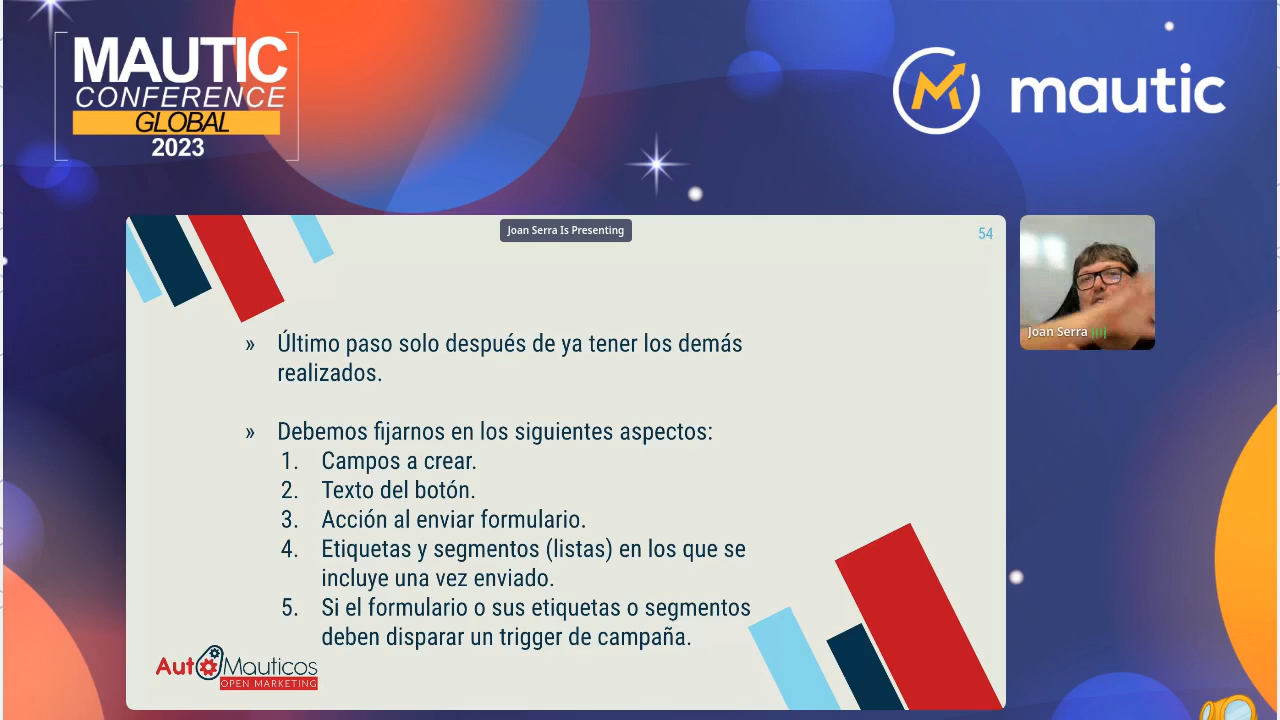 MAUTIC
CONFERENCE
GLOBAL
2023
mautic
Joan Serra Is Presenting
54
» Último paso solo después de ya tener los demás
realizados.
» Debemos fijarnos en los siguientes aspectos:
1. Campos a crear.
2. Texto del botón.
3. Acción al enviar formulario.
4. Etiquetas y segmentos (listas) en los que se
incluye una vez enviado.
5. Si el formulario o sus etiquetas o segmentos
deben disparar un trigger de campaña.
AutoMauticos
OPEN MARKETING
Joan Serra